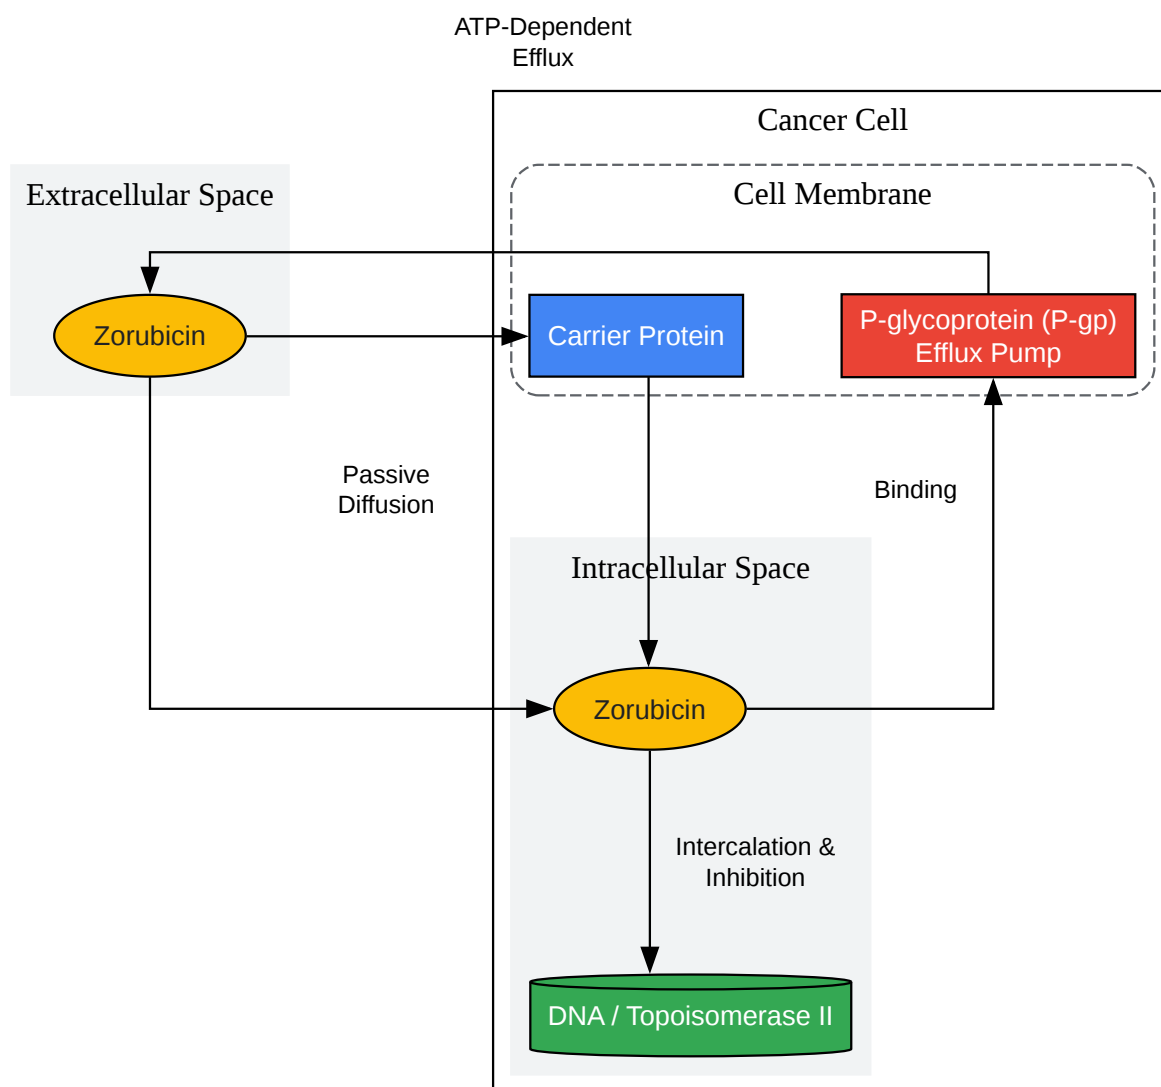 ATP-Dependent
Efflux
Cancer Cell
Extracellular Space
Cell Membrane
Zorubicin
Carrier Protein
P-glycoprotein (P-gp)
Efflux Pump
Passive
Diffusion
Binding
Intracellular Space
Zorubicin
Intercalation &
Inhibition
DNA / Topoisomerase II